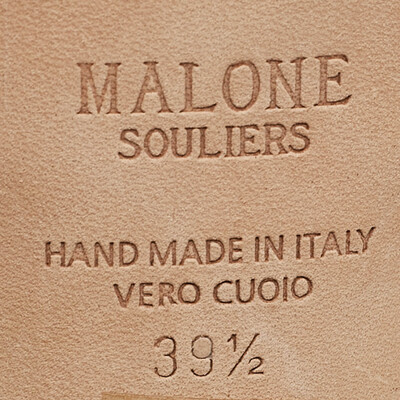 MALONE
SOULIERS
HAND MADE IN ITALY
VERO CUOIO
39½